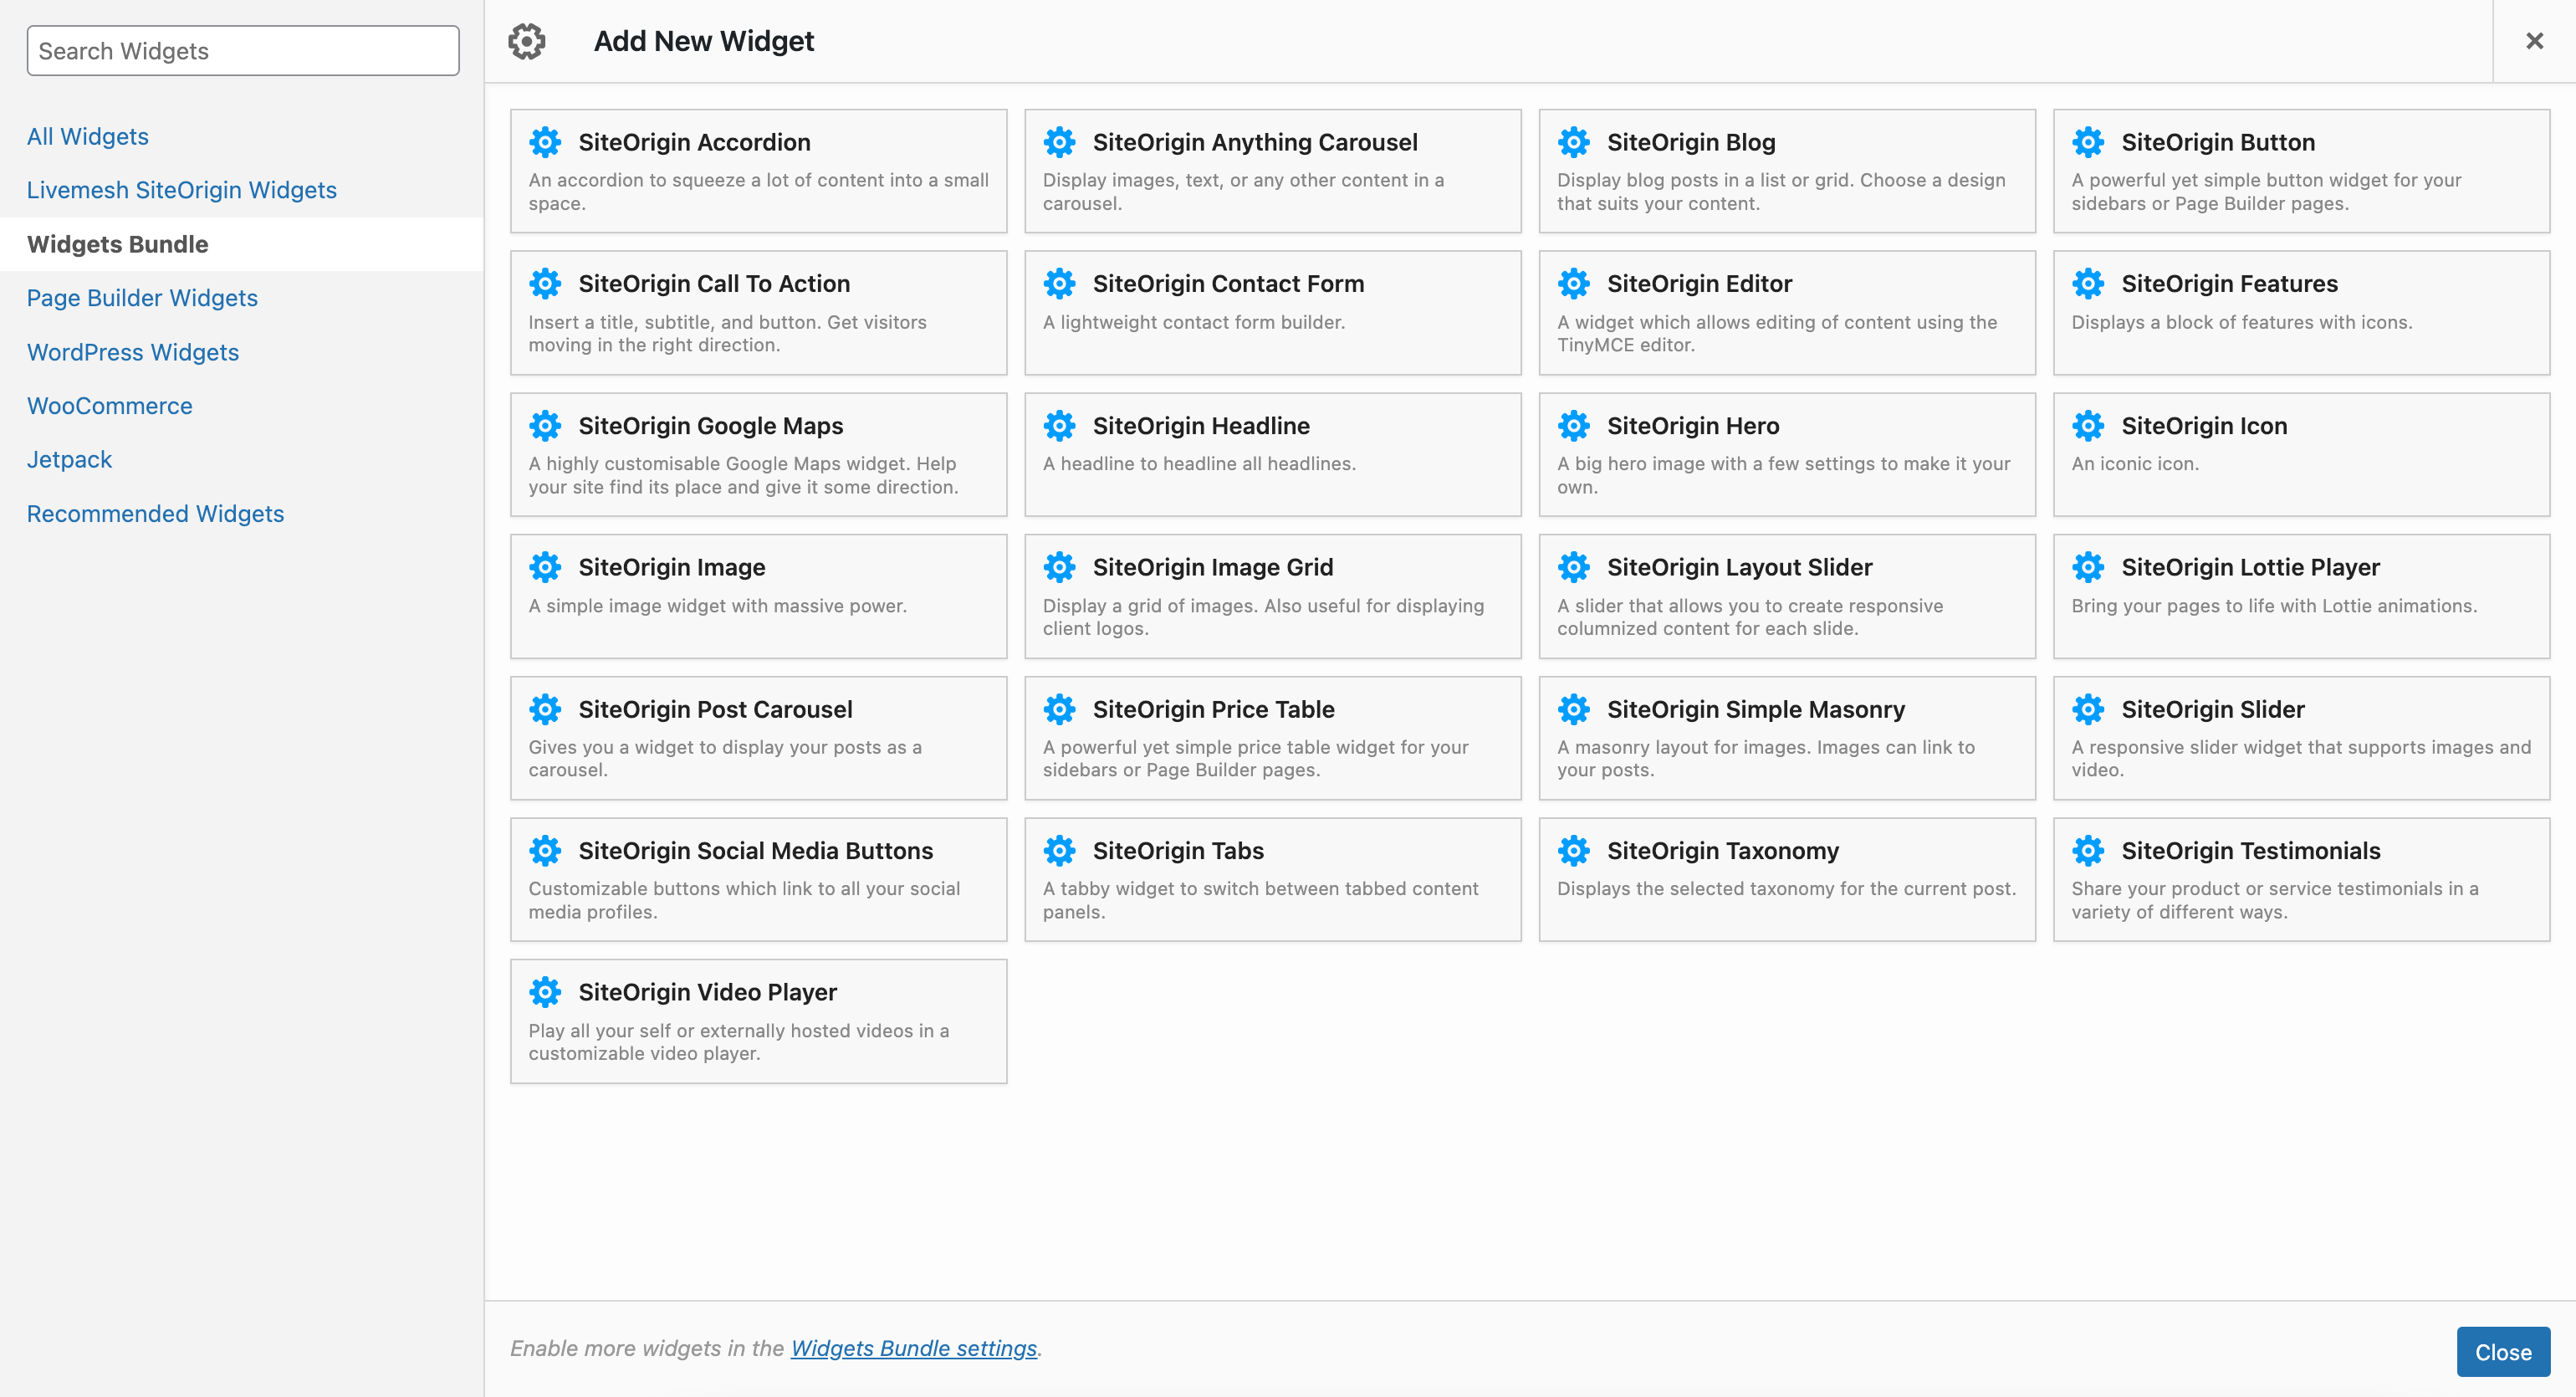 Search Widgets
All Widgets
Livemesh SiteOrigin Widgets
Widgets Bundle
Page Builder Widgets
WordPress Widgets
WooCommerce
Jetpack
Recommended Widgets
Add New Widget
SiteOrigin Accordion
An accordion to squeeze a lot of content into a small
space.
SiteOrigin Anything Carousel
Display images, text, or any other content in a
carousel.
SiteOrigin Blog
Display blog posts in a list or grid. Choose a design
that suits your content.
SiteOrigin Button
A powerful yet simple button widget for your
sidebars or Page Builder pages.
SiteOrigin Call To Action
Insert a title, subtitle, and button. Get visitors
moving in the right direction.
SiteOrigin Contact Form
A lightweight contact form builder.
SiteOrigin Editor
A widget which allows editing of content using the
TinyMCE editor.
SiteOrigin Features
Displays a block of features with icons.
SiteOrigin Google Maps
A highly customisable Google Maps widget. Help
your site find its place and give it some direction.
SiteOrigin Headline
A headline to headline all headlines.
SiteOrigin Hero
A big hero image with a few settings to make it your
own.
SiteOrigin Icon
An iconic icon.
SiteOrigin Image
A simple image widget with massive power.
SiteOrigin Image Grid
Display a grid of images. Also useful for displaying
client logos.
SiteOrigin Layout Slider
A slider that allows you to create responsive
columnized content for each slide.
SiteOrigin Lottie Player
Bring your pages to life with Lottie animations.
SiteOrigin Post Carousel
Gives you a widget to display your posts as a
carousel.
SiteOrigin Price Table
A powerful yet simple price table widget for your
sidebars or Page Builder pages.
SiteOrigin Simple Masonry
A masonry layout for images. Images can link to
your posts.
SiteOrigin Slider
A responsive slider widget that supports images and
video.
SiteOrigin Social Media Buttons
Customizable buttons which link to all your social
media profiles.
SiteOrigin Tabs
A tabby widget to switch between tabbed content
panels.
SiteOrigin Taxonomy
Displays the selected taxonomy for the current post.
SiteOrigin Testimonials
Share your product or service testimonials in a
variety of different ways.
SiteOrigin Video Player
Play all your self or externally hosted videos in a
customizable video player.
Enable more widgets in the Widgets Bundle settings.
Close